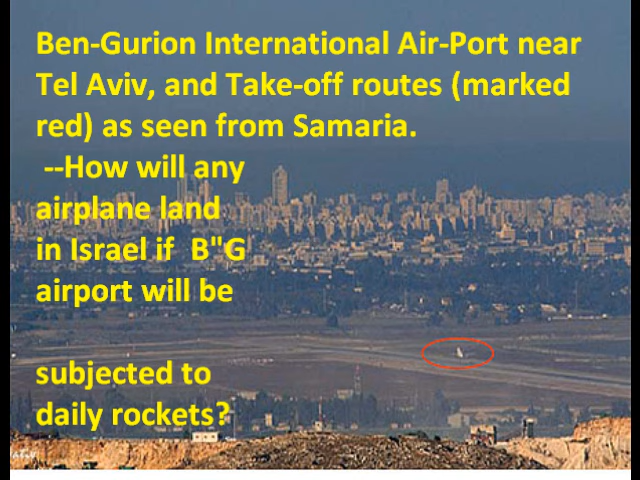 Ben-Gurion International Air-Port near
Tel Aviv, and Take-off routes (marked
red) as seen from Samaria.
--How will any
airplane land
in Israel if B"G
airport will be
subjected to
daily rockets?